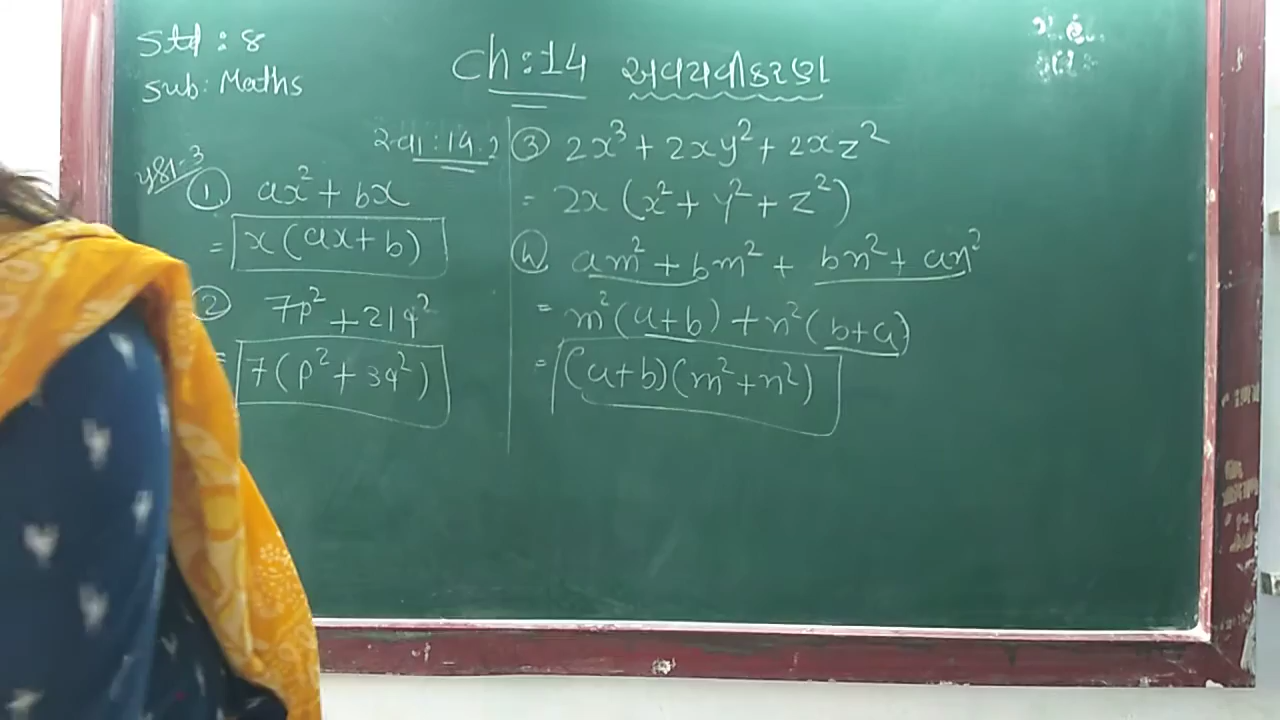 Std : 8
Sub: Maths
Ch:14 અવયવીકરણ
સ્વા:14.2
① ax² + bx
= x(ax+b)
② 7p² + 21q²
= 7(p² + 3q²)
③ 2x³ + 2xy² + 2xz²
= 2x (x² + y² + z²)
④ am² + bm² + bn² + an²
= m²(a+b) + n²(b+a)
= (a+b)(m²+n²)